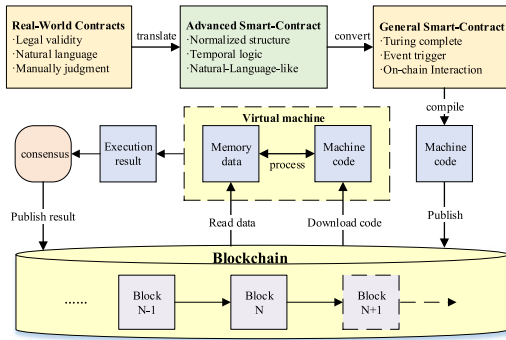 Real-World Contracts
·Legal validity
·Natural language
·Manually judgment
translate
Advanced Smart-Contract
·Normalized structure
·Temporal logic
·Natural-Language-like
convert
General Smart-Contract
·Turing complete
·Event trigger
·On-chain Interaction
compile
Virtual machine
consensus
Execution
result
Memory
data
process
Machine
code
Machine
code
Publish result
Read data
Download code
Publish
Blockchain
......
Block
N-1
Block
N
Block
N+1